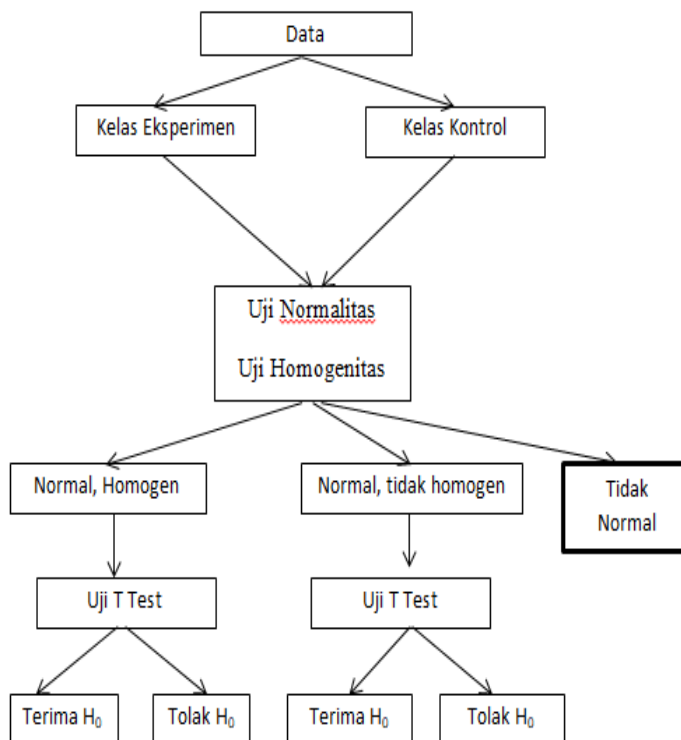 Data
Kelas Eksperimen
Kelas Kontrol
Uji Normalitas
Uji Homogenitas
Normal, Homogen
Normal, tidak homogen
Tidak
Normal
Uji T Test
Uji T Test
Terima H₀
Tolak H₀
Terima H₀
Tolak H₀